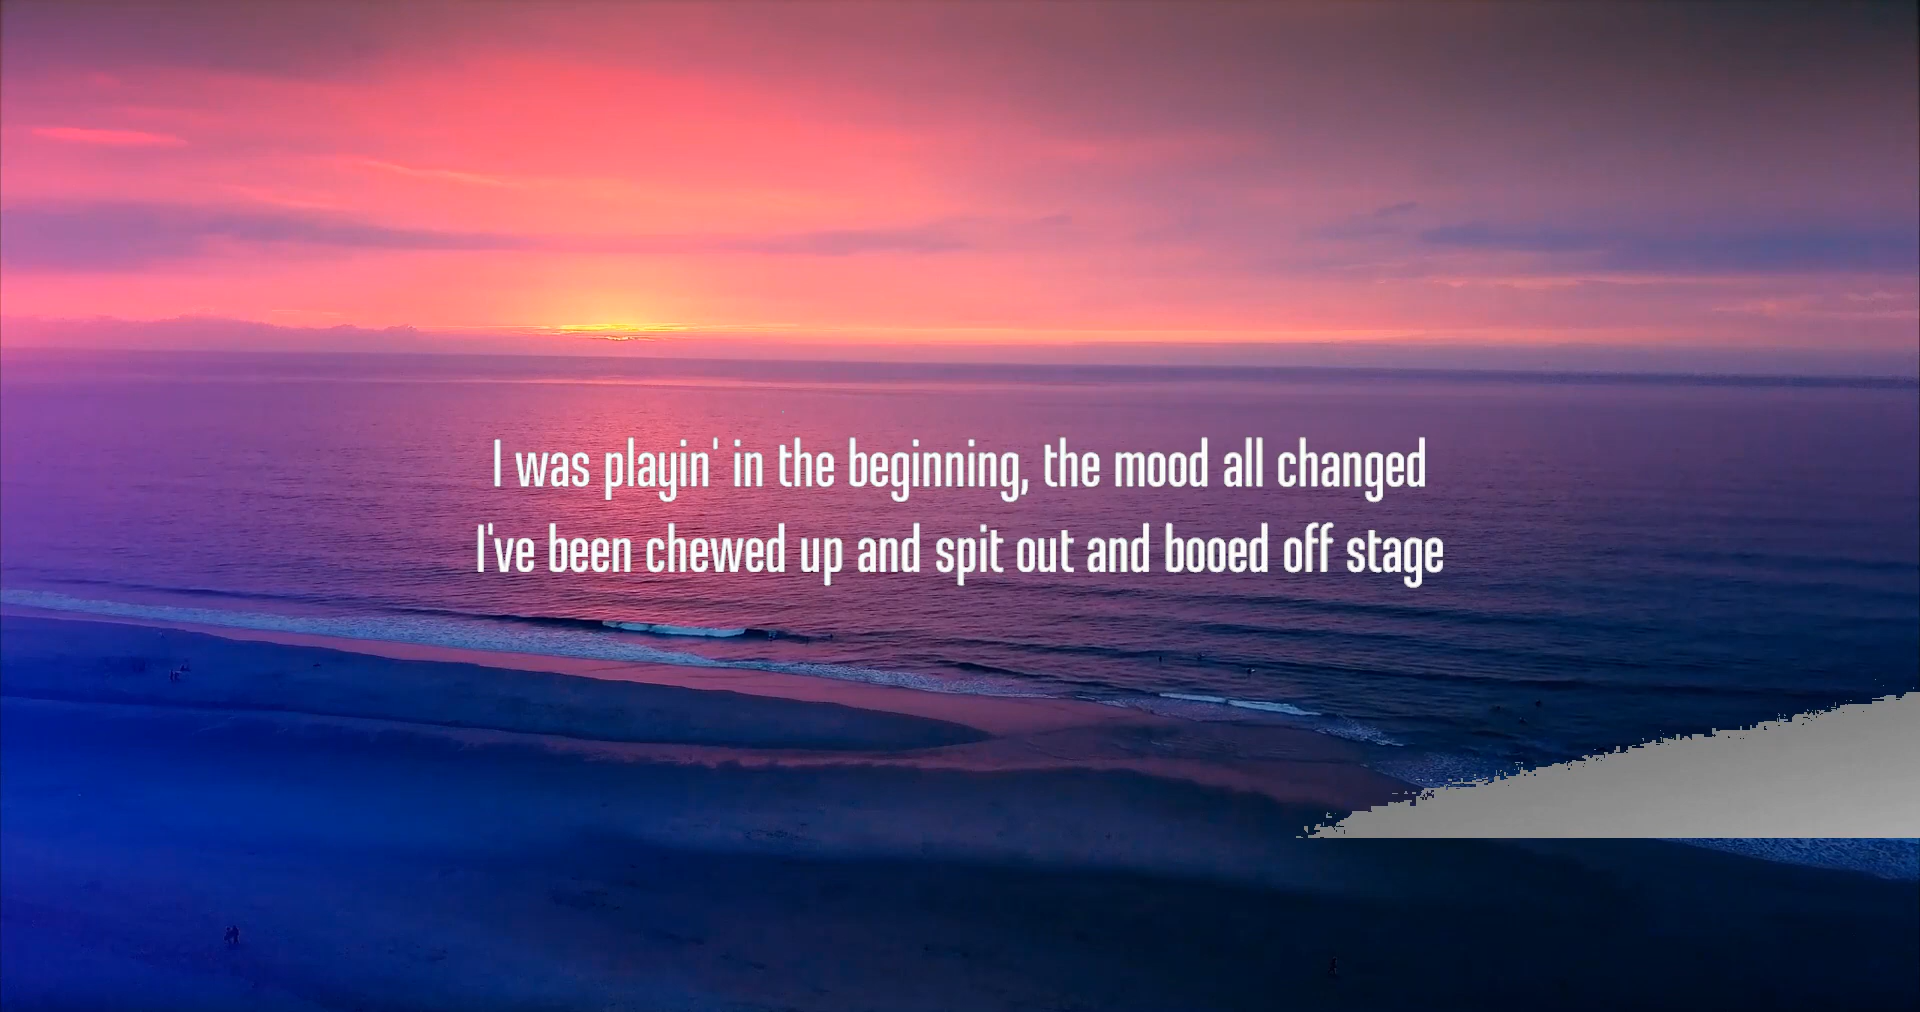 I was playin' in the beginning, the mood all changed
I've been chewed up and spit out and booed off stage